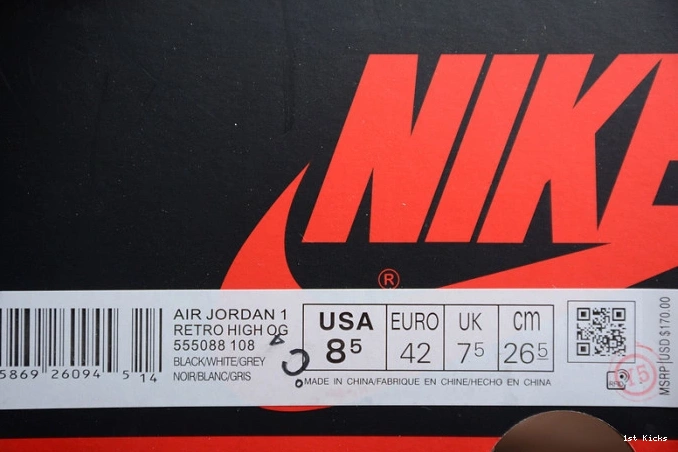 NIKE
®
AIR JORDAN 1
RETRO HIGH OG
555088 108
BLACK/WHITE/GREY
NOIR/BLANC/GRIS
USA
8 5
EURO
42
UK
7 5
cm
26 5
MADE IN CHINA/FABRIQUE EN CHINE/HECHO EN CHINA
5869 26094 5 14
MSRP USD $170.00
15
1st Kicks